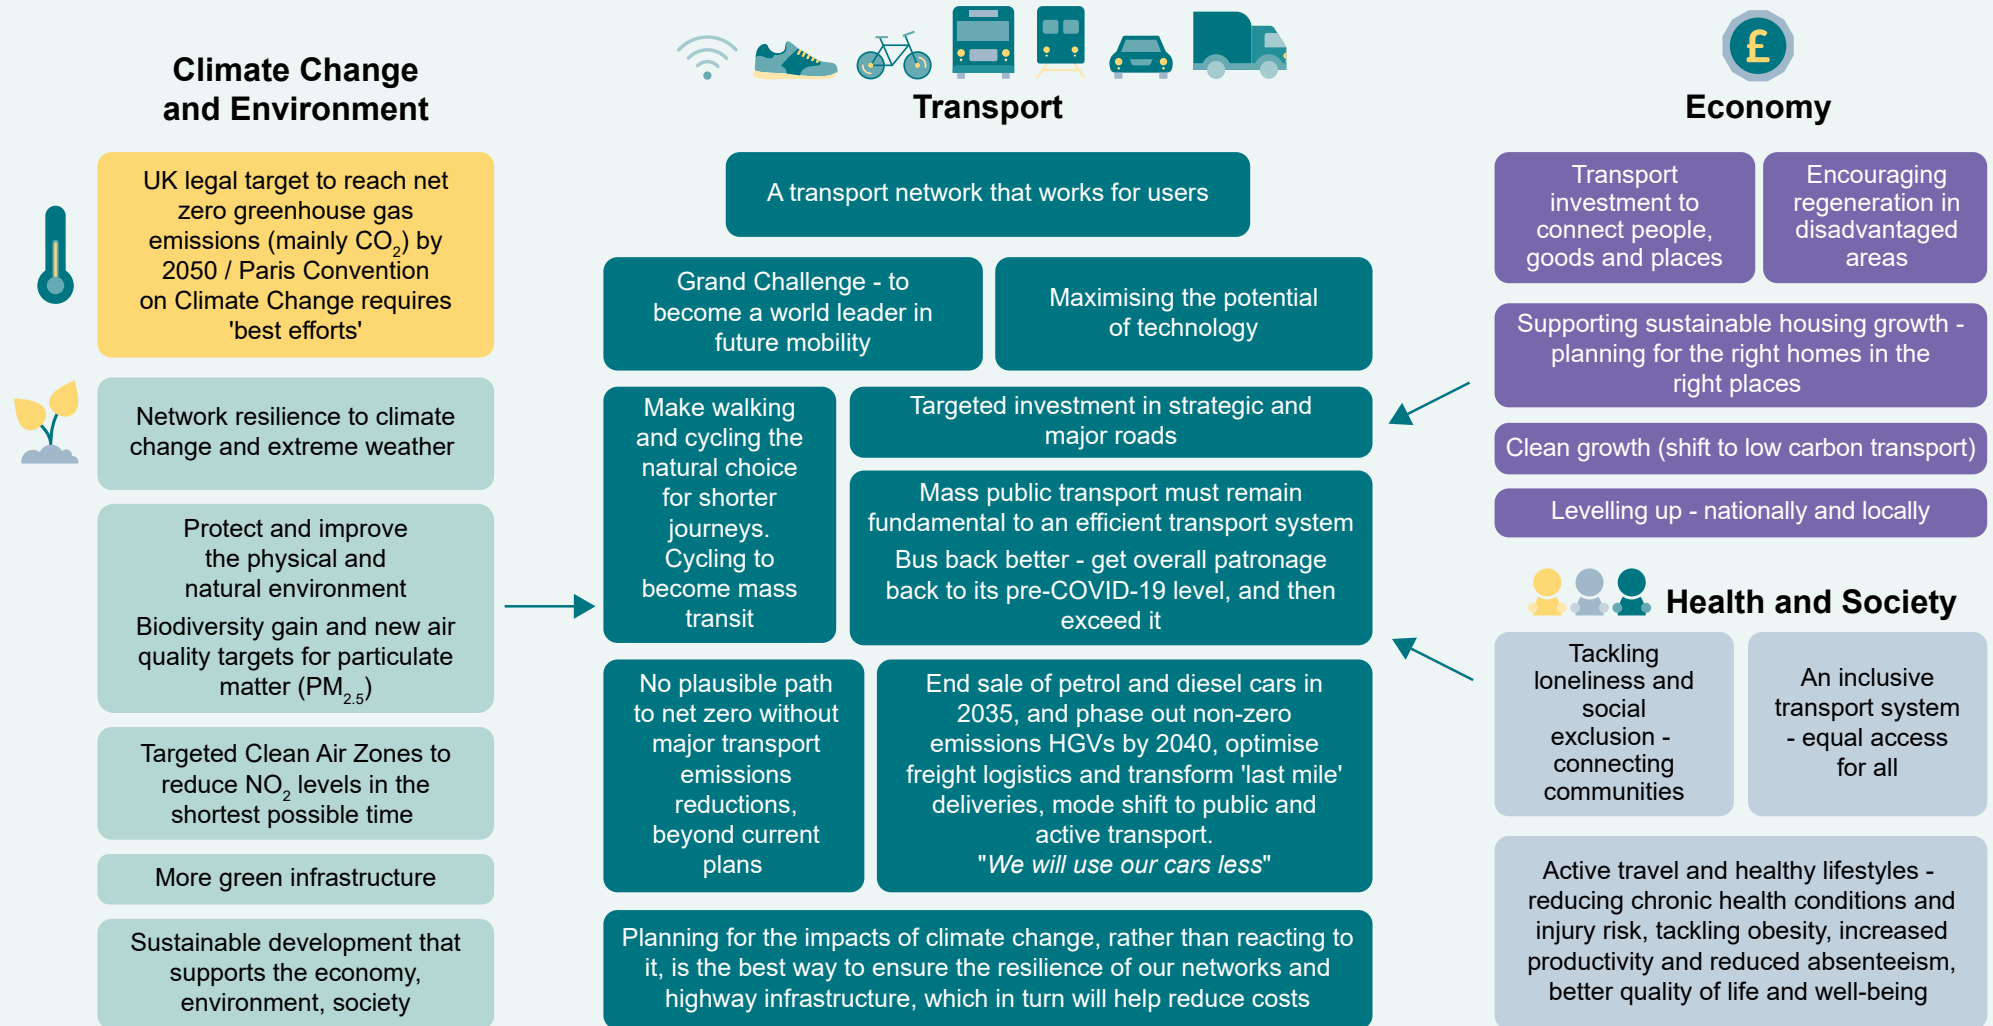 Climate Change
and Environment
UK legal target to reach net
zero greenhouse gas
emissions (mainly CO2) by
2050 / Paris Convention
on Climate Change requires
'best efforts'
Network resilience to climate
change and extreme weather
Protect and improve
the physical and
natural environment
Biodiversity gain and new air
quality targets for particulate
matter (PM2.5)
Targeted Clean Air Zones to
reduce NO2 levels in the
shortest possible time
More green infrastructure
Sustainable development that
supports the economy,
environment, society
Transport
A transport network that works for users
Grand Challenge - to
become a world leader in
future mobility
Maximising the potential
of technology
Make walking
and cycling the
natural choice
for shorter
journeys.
Cycling to
become mass
transit
Targeted investment in strategic and
major roads
Mass public transport must remain
fundamental to an efficient transport system
Bus back better - get overall patronage
back to its pre-COVID-19 level, and then
exceed it
No plausible path
to net zero without
major transport
emissions
reductions,
beyond current
plans
End sale of petrol and diesel cars in
2035, and phase out non-zero
emissions HGVs by 2040, optimise
freight logistics and transform 'last mile'
deliveries, mode shift to public and
active transport.
"We will use our cars less"
Planning for the impacts of climate change, rather than reacting to
it, is the best way to ensure the resilience of our networks and
highway infrastructure, which in turn will help reduce costs
£
Economy
Transport
investment to
connect people,
goods and places
Encouraging
regeneration in
disadvantaged
areas
Supporting sustainable housing growth -
planning for the right homes in the
right places
Clean growth (shift to low carbon transport)
Levelling up - nationally and locally
Health and Society
Tackling
loneliness and
social
exclusion -
connecting
communities
An inclusive
transport system
- equal access
for all
Active travel and healthy lifestyles -
reducing chronic health conditions and
injury risk, tackling obesity, increased
productivity and reduced absenteeism,
better quality of life and well-being